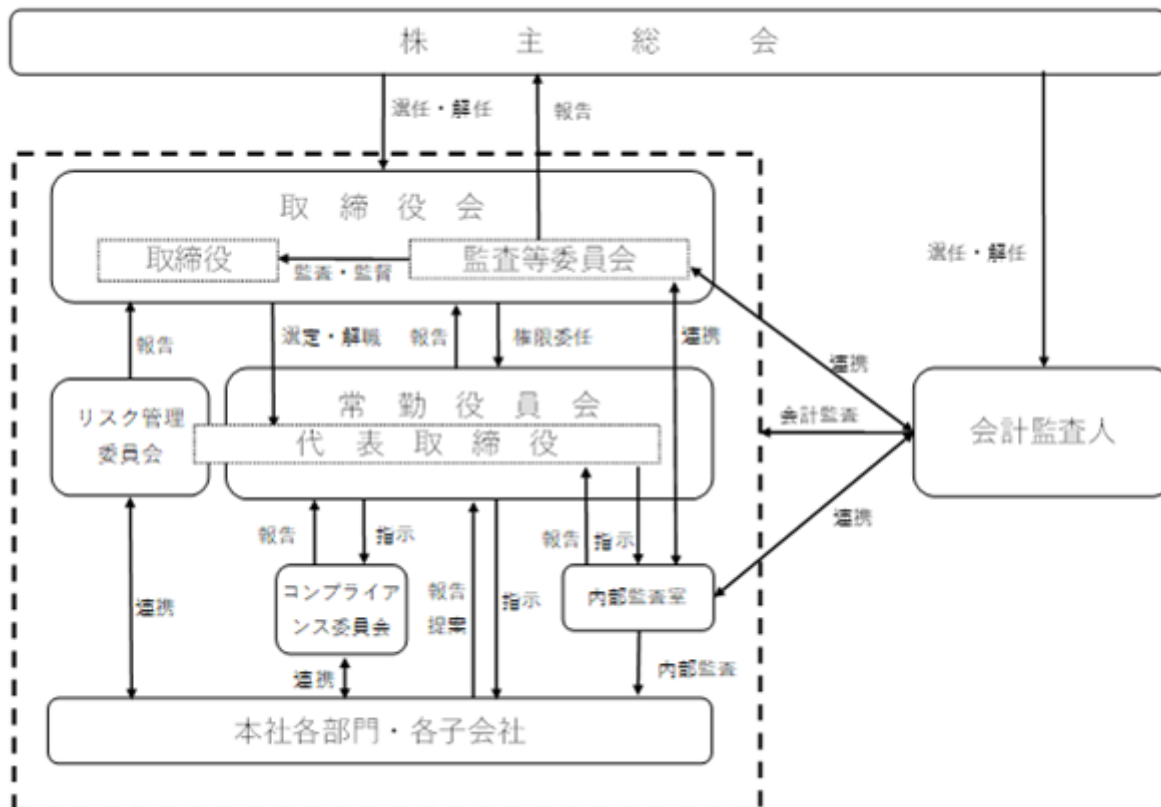 株主総会
選任・解任
報告
取締役会
取締役
監査・監督
監査等委員会
選任・解任
報告
選定・解職
報告
権限委任
連携
連携
リスク管理
委員会
常勤役員会
代表取締役
会計監査
会計監査人
連携
報告
指示
報告
指示
連携
コンプライア
ンス委員会
報告
提案
指示
内部監査室
連携
内部監査
本社各部門・各子会社